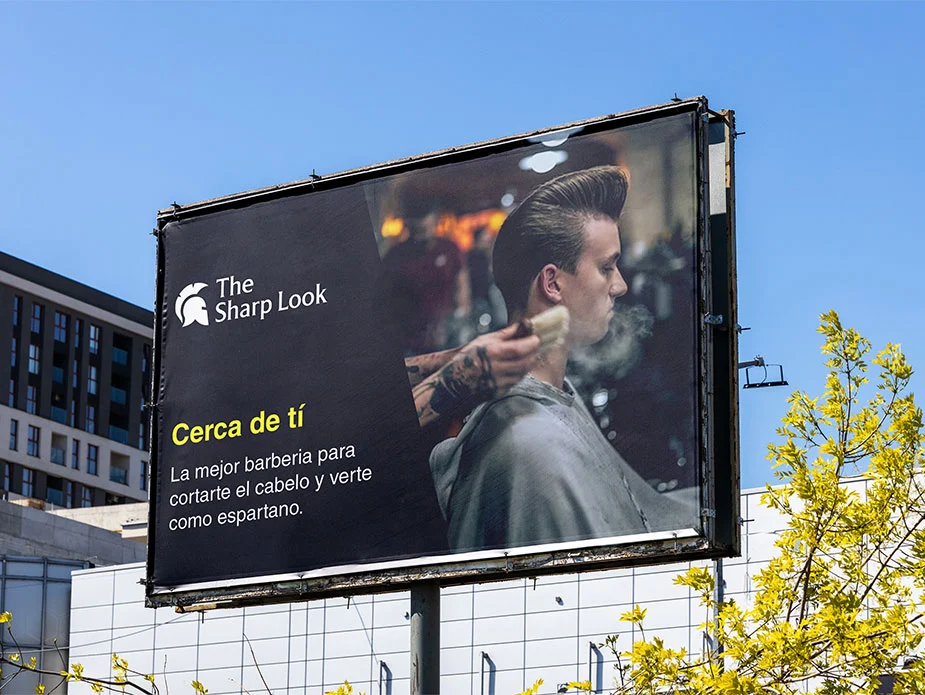 The
Sharp Look
Cerca de tí
La mejor barberia para
cortarte el cabelo y verte
como espartano.